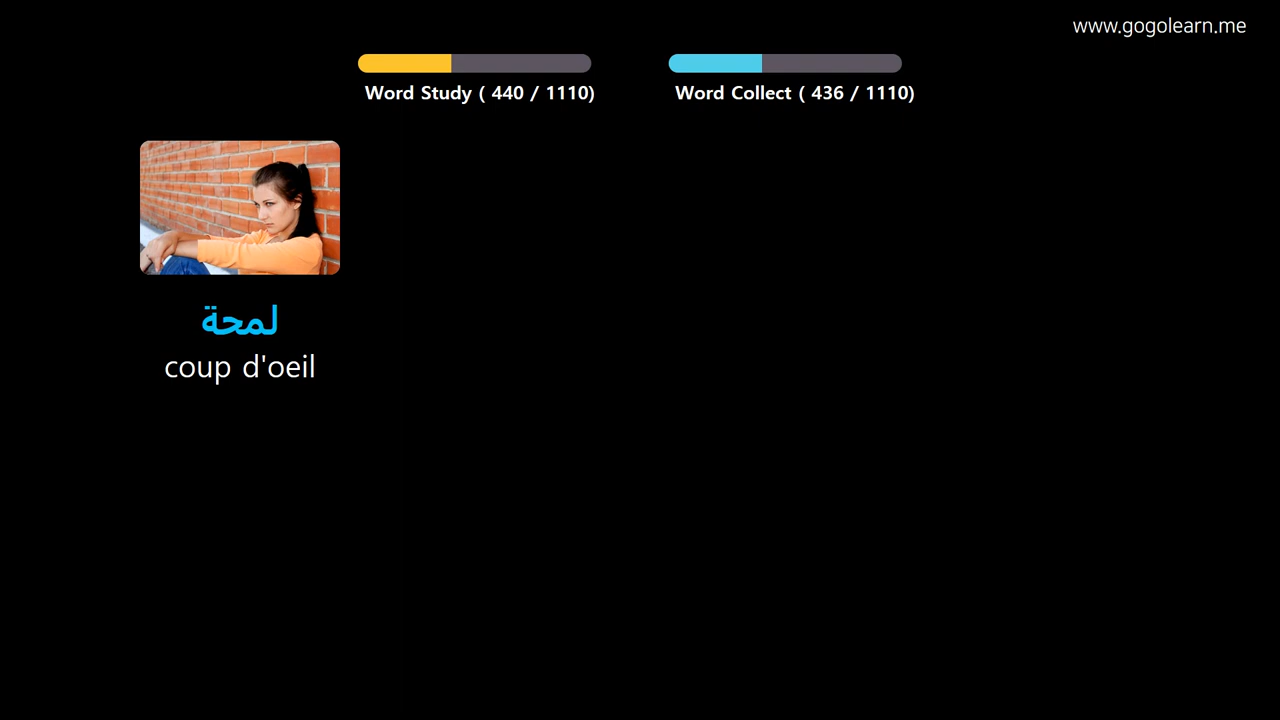 www.gogolearn.me
Word Study ( 440 / 1110)
Word Collect ( 436 / 1110)
لمحة
coup d'oeil